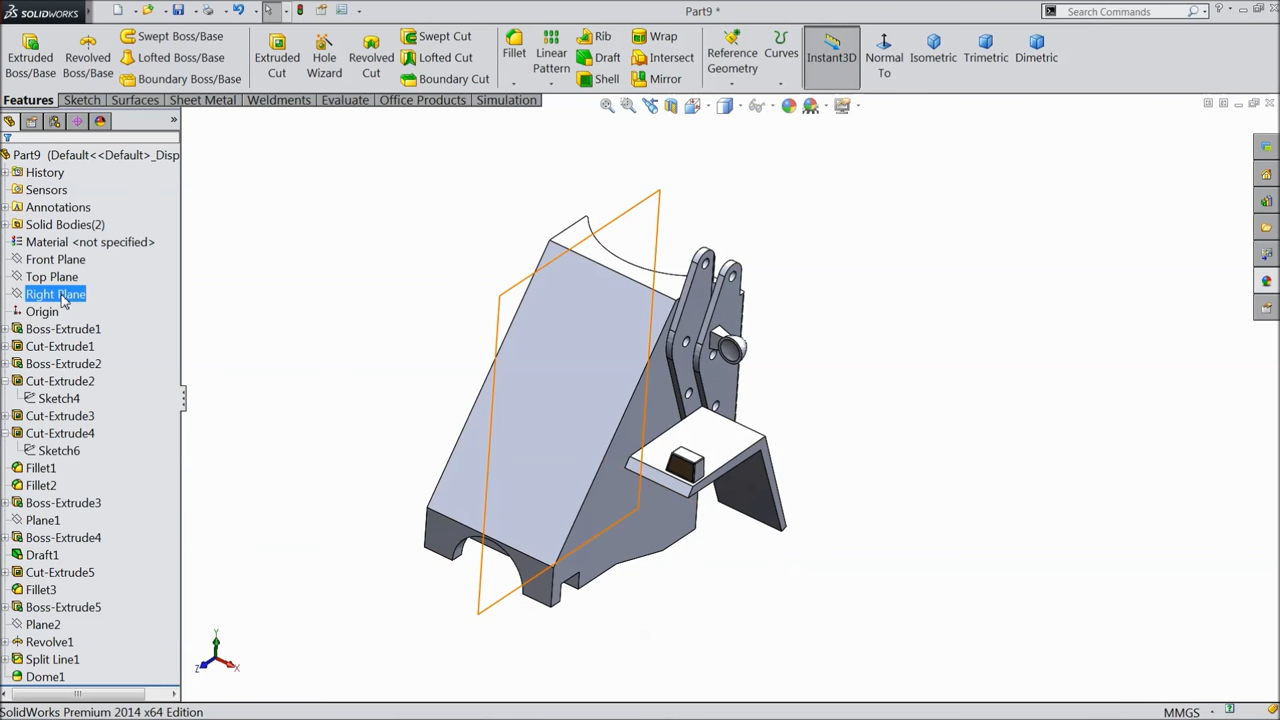 SOLIDWORKS
Part9 *
Search Commands
Extruded Boss/Base
Revolved Boss/Base
Swept Boss/Base
Lofted Boss/Base
Boundary Boss/Base
Extruded Cut
Hole Wizard
Revolved Cut
Swept Cut
Lofted Cut
Boundary Cut
Fillet
Linear Pattern
Rib
Draft
Shell
Wrap
Intersect
Mirror
Reference Geometry
Curves
Instant3D
Normal To
Isometric
Trimetric
Dimetric
Features
Sketch
Surfaces
Sheet Metal
Weldments
Evaluate
Office Products
Simulation
Part9 (Default<<Default>_Disp
History
Sensors
Annotations
Solid Bodies(2)
Material <not specified>
Front Plane
Top Plane
Right Plane
Origin
Boss-Extrude1
Cut-Extrude1
Boss-Extrude2
Cut-Extrude2
Sketch4
Cut-Extrude3
Cut-Extrude4
Sketch6
Fillet1
Fillet2
Boss-Extrude3
Plane1
Boss-Extrude4
Draft1
Cut-Extrude5
Fillet3
Boss-Extrude5
Plane2
Revolve1
Split Line1
Dome1
Y
Z
X
SolidWorks Premium 2014 x64 Edition
MMGS